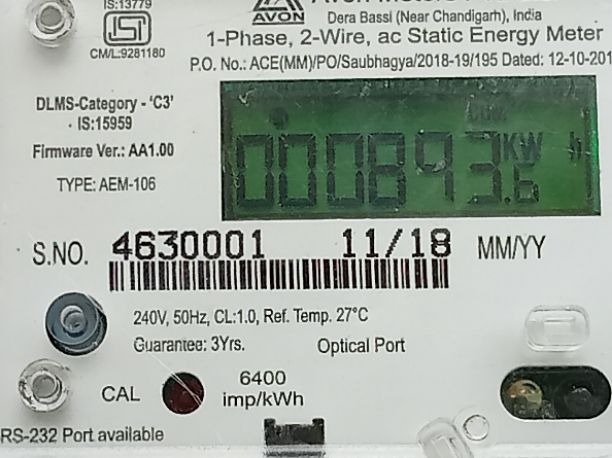 IS:13779
ISI
CM/L:9281180
AVON
Dera Bassi (Near Chandigarh), India
1-Phase, 2-Wire, ac Static Energy Meter
P.O. No.: ACE(MM)/PO/Saubhagya/2018-19/195 Dated: 12-10-201
DLMS-Category - 'C3'
IS:15959
Firmware Ver.: AA1.00
TYPE: AEM-106
CUM
000893.6 KW h
S.NO. 4630001 11/18 MM/YY
240V, 50Hz, CL:1.0, Ref. Temp. 27°C
Guarantee: 3Yrs. Optical Port
CAL 6400
imp/kWh
RS-232 Port available